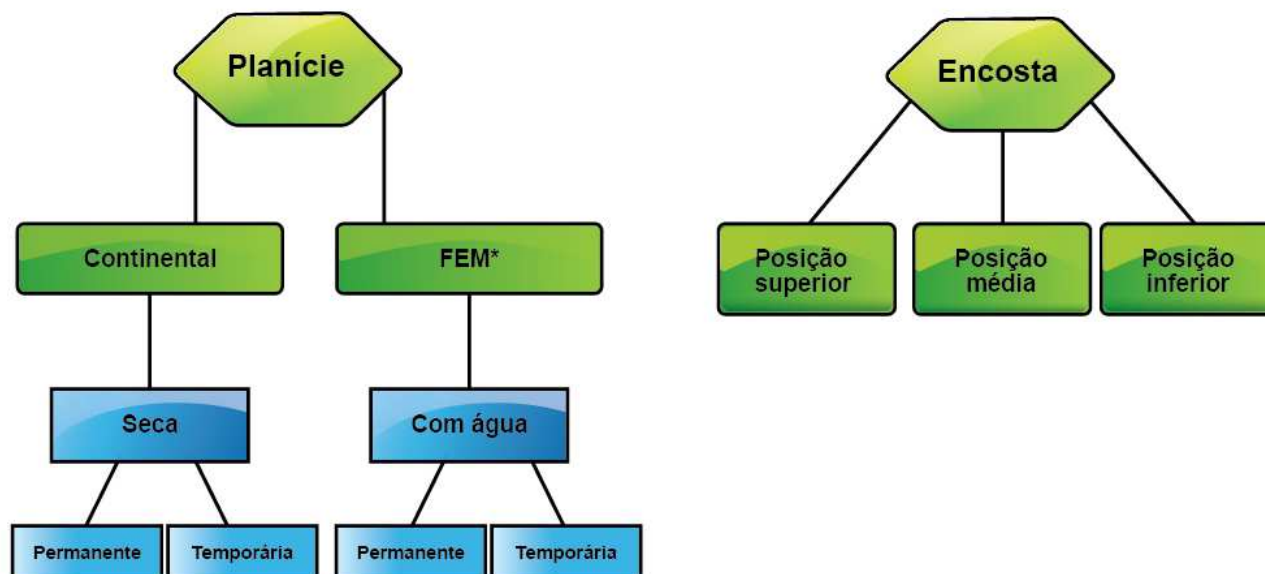 Planície
Encosta
Continental
FEM*
Posição
superior
Posição
média
Posição
inferior
Seca
Com água
Permanente
Temporária
Permanente
Temporária